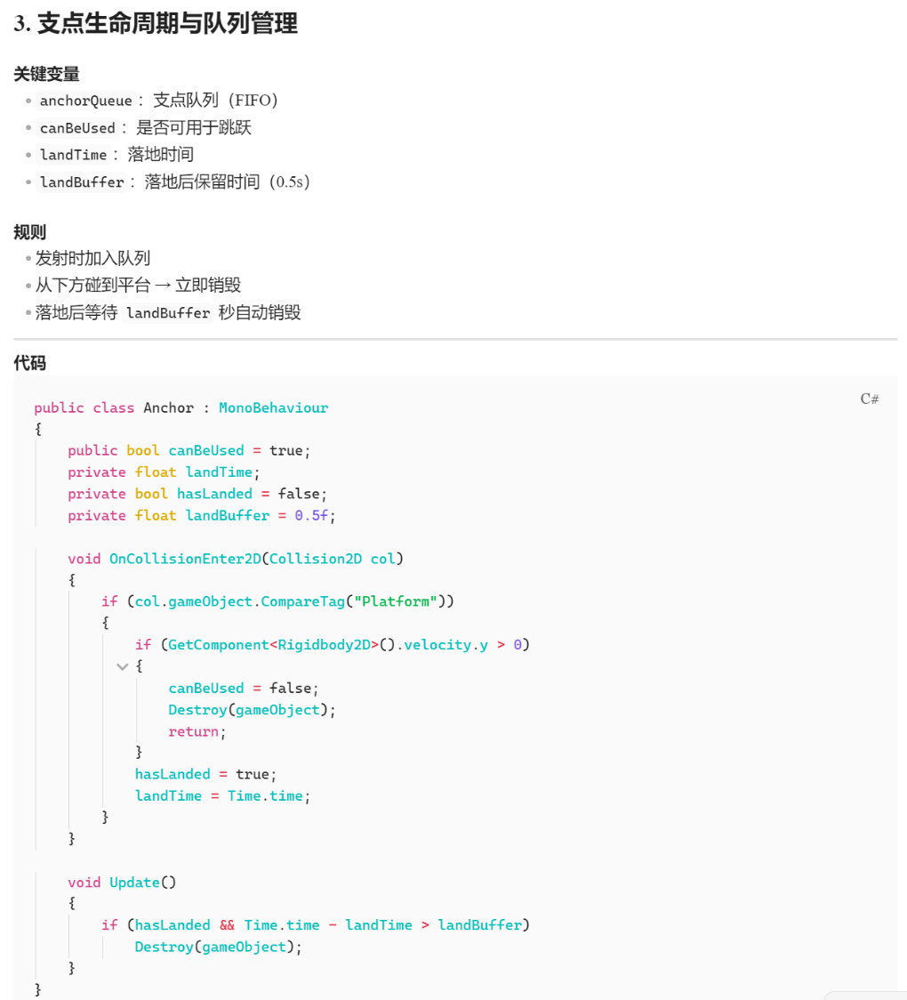 3. 支点生命周期与队列管理
关键变量
• anchorQueue： 支点队列（FIFO）
• canBeUsed： 是否可用于跳跃
• landTime： 落地时间
• landBuffer： 落地后保留时间（0.5s）
规则
• 发射时加入队列
• 从下方碰到平台 → 立即销毁
• 落地后等待 landBuffer 秒自动销毁
代码
C#
public class Anchor : MonoBehaviour
{
    public bool canBeUsed = true;
    private float landTime;
    private bool hasLanded = false;
    private float landBuffer = 0.5f;
    void OnCollisionEnter2D(Collision2D col)
    {
        if (col.gameObject.CompareTag("Platform"))
        {
            if (GetComponent<Rigidbody2D>().velocity.y > 0)
            {
                canBeUsed = false;
                Destroy(gameObject);
                return;
            }
            hasLanded = true;
            landTime = Time.time;
        }
    }
    void Update()
    {
        if (hasLanded && Time.time - landTime > landBuffer)
            Destroy(gameObject);
    }
}